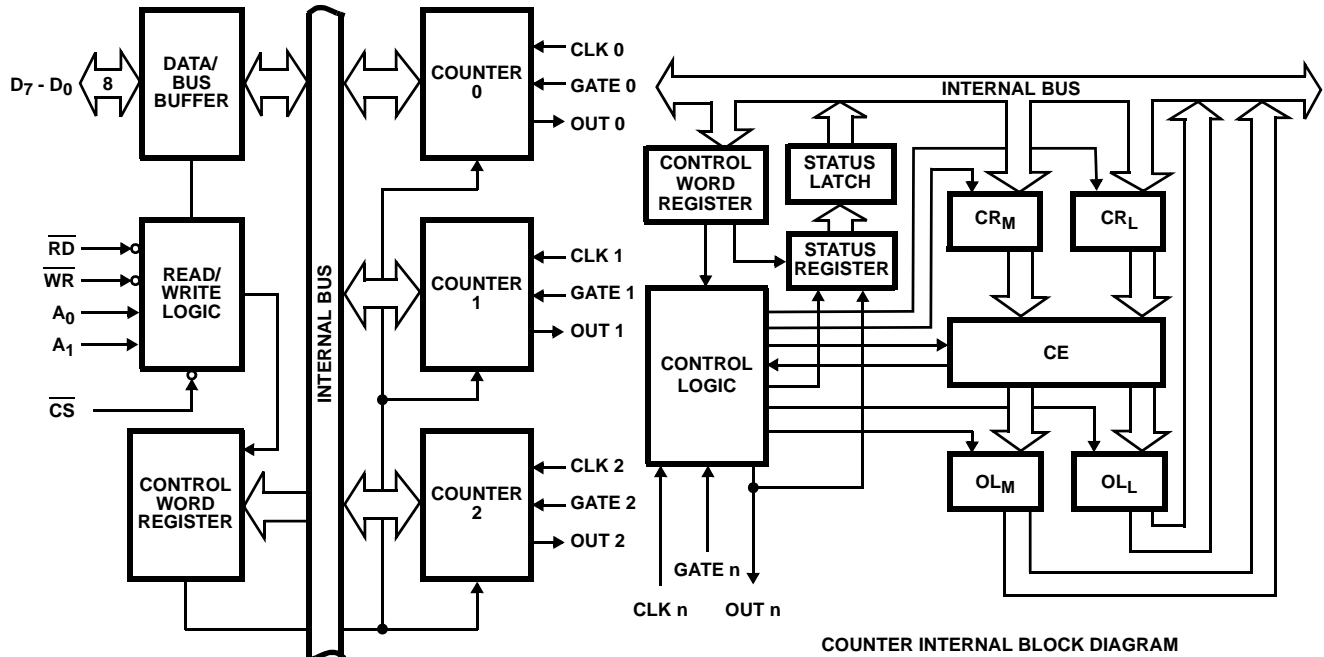 D7 - D0
8
DATA/
BUS
BUFFER
RD
WR
A0
A1
CS
READ/
WRITE
LOGIC
CONTROL
WORD
REGISTER
INTERNAL BUS
COUNTER
0
CLK 0
GATE 0
OUT 0
COUNTER
1
CLK 1
GATE 1
OUT 1
COUNTER
2
CLK 2
GATE 2
OUT 2
INTERNAL BUS
CONTROL
WORD
REGISTER
STATUS
LATCH
STATUS
REGISTER
CONTROL
LOGIC
CRM
CRL
CE
OLM
OLL
GATE n
CLK n
OUT n
COUNTER INTERNAL BLOCK DIAGRAM